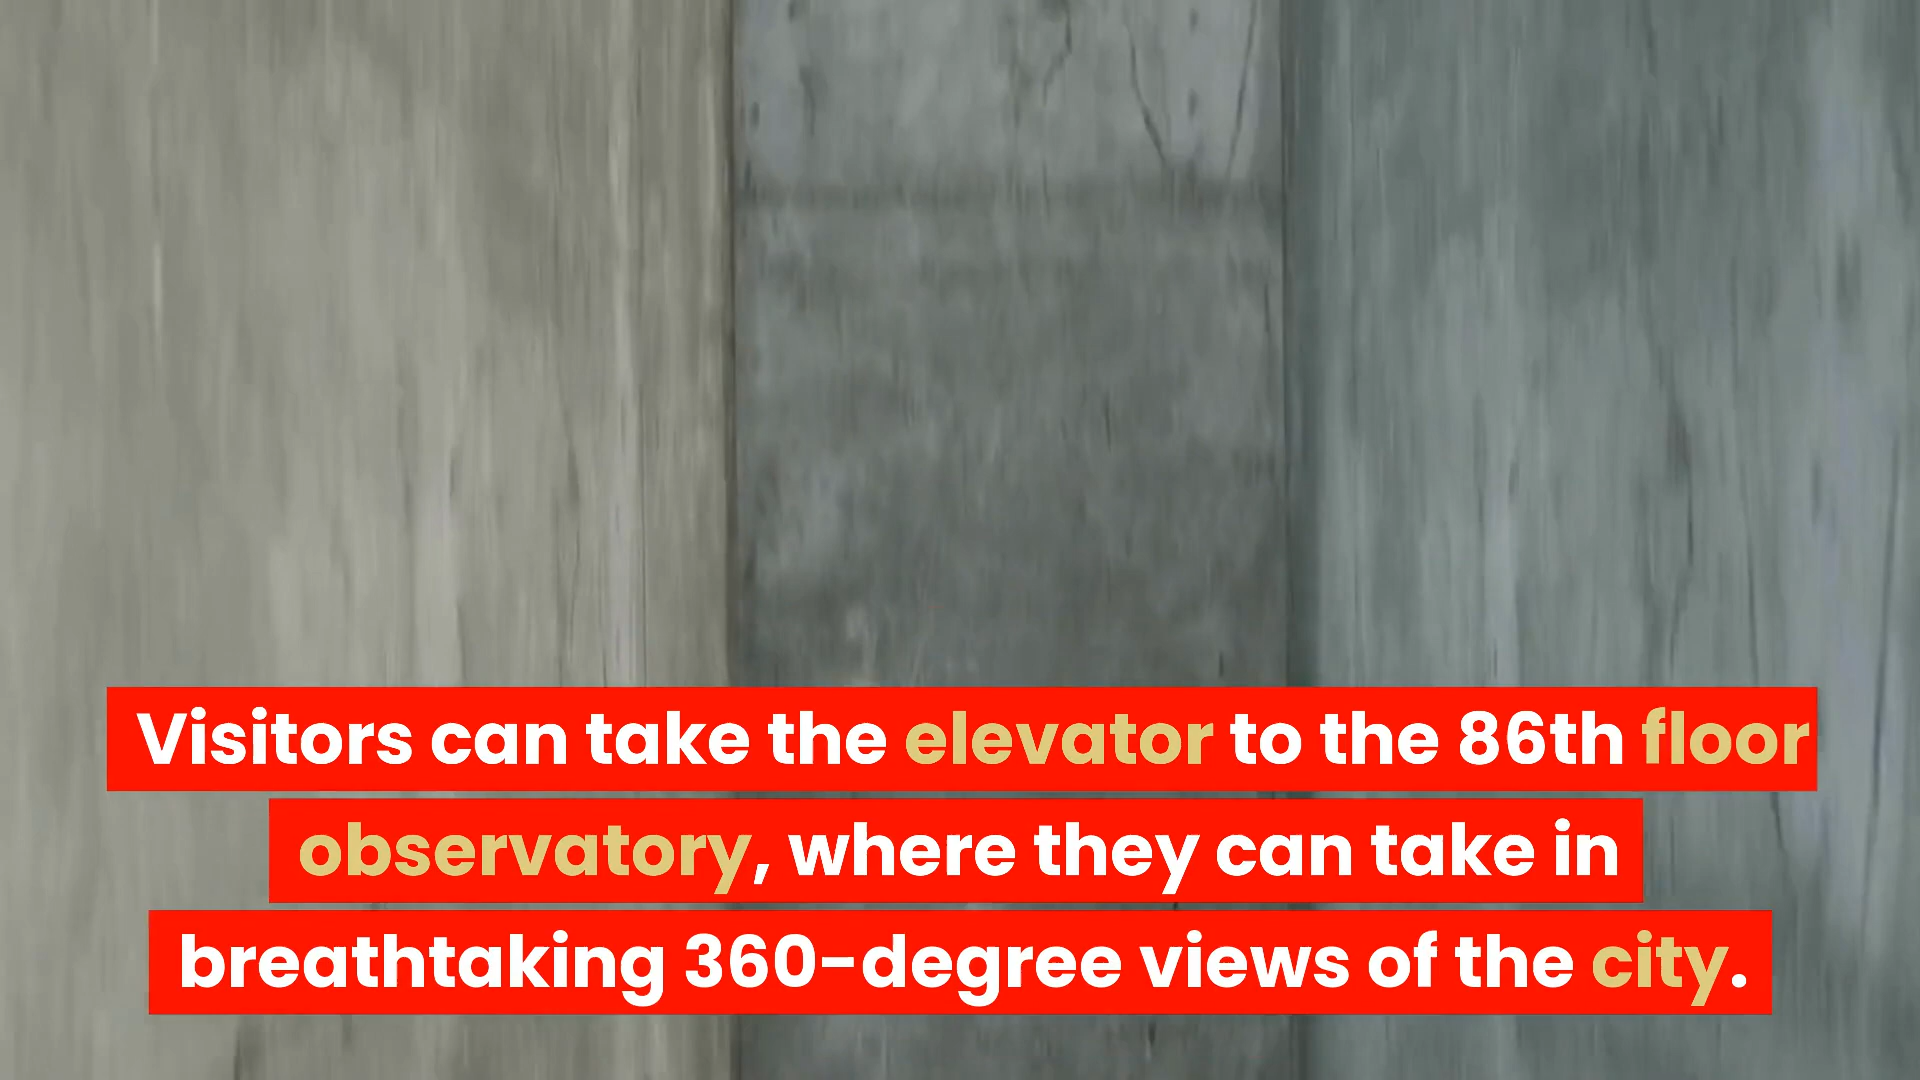 Visitors can take the elevator to the 86th floor
observatory, where they can take in
breathtaking 360-degree views of the city.